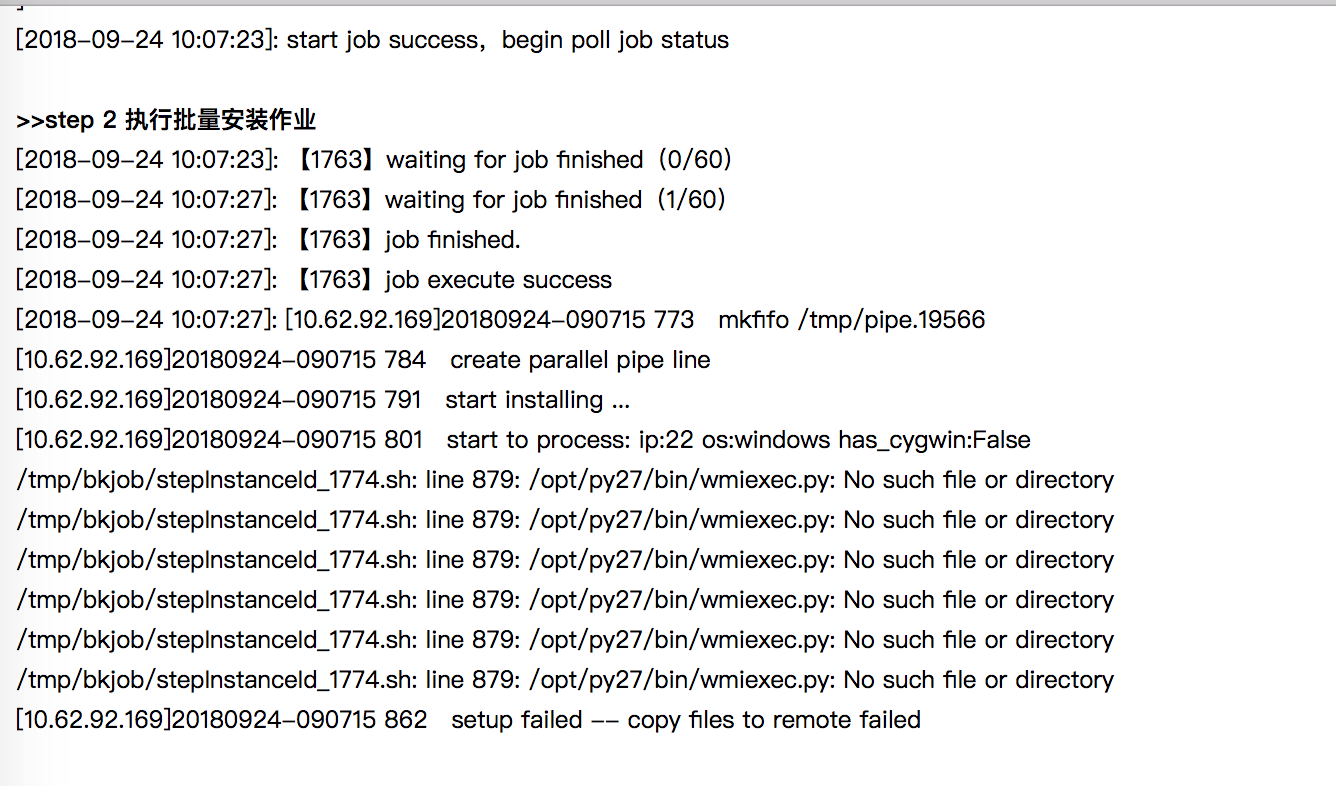 [2018-09-24 10:07:23]: start job success，begin poll job status
>>step 2 执行批量安装作业
[2018-09-24 10:07:23]: 【1763】waiting for job finished（0/60）
[2018-09-24 10:07:27]: 【1763】waiting for job finished（1/60）
[2018-09-24 10:07:27]: 【1763】job finished.
[2018-09-24 10:07:27]: 【1763】job execute success
[2018-09-24 10:07:27]: [10.62.92.169]20180924-090715 773 mkfifo /tmp/pipe.19566
[10.62.92.169]20180924-090715 784 create parallel pipe line
[10.62.92.169]20180924-090715 791 start installing ...
[10.62.92.169]20180924-090715 801 start to process: ip:22 os:windows has_cygwin:False
/tmp/bkjob/stepInstanceId_1774.sh: line 879: /opt/py27/bin/wmiexec.py: No such file or directory
/tmp/bkjob/stepInstanceId_1774.sh: line 879: /opt/py27/bin/wmiexec.py: No such file or directory
/tmp/bkjob/stepInstanceId_1774.sh: line 879: /opt/py27/bin/wmiexec.py: No such file or directory
/tmp/bkjob/stepInstanceId_1774.sh: line 879: /opt/py27/bin/wmiexec.py: No such file or directory
/tmp/bkjob/stepInstanceId_1774.sh: line 879: /opt/py27/bin/wmiexec.py: No such file or directory
/tmp/bkjob/stepInstanceId_1774.sh: line 879: /opt/py27/bin/wmiexec.py: No such file or directory
[10.62.92.169]20180924-090715 862 setup failed -- copy files to remote failed